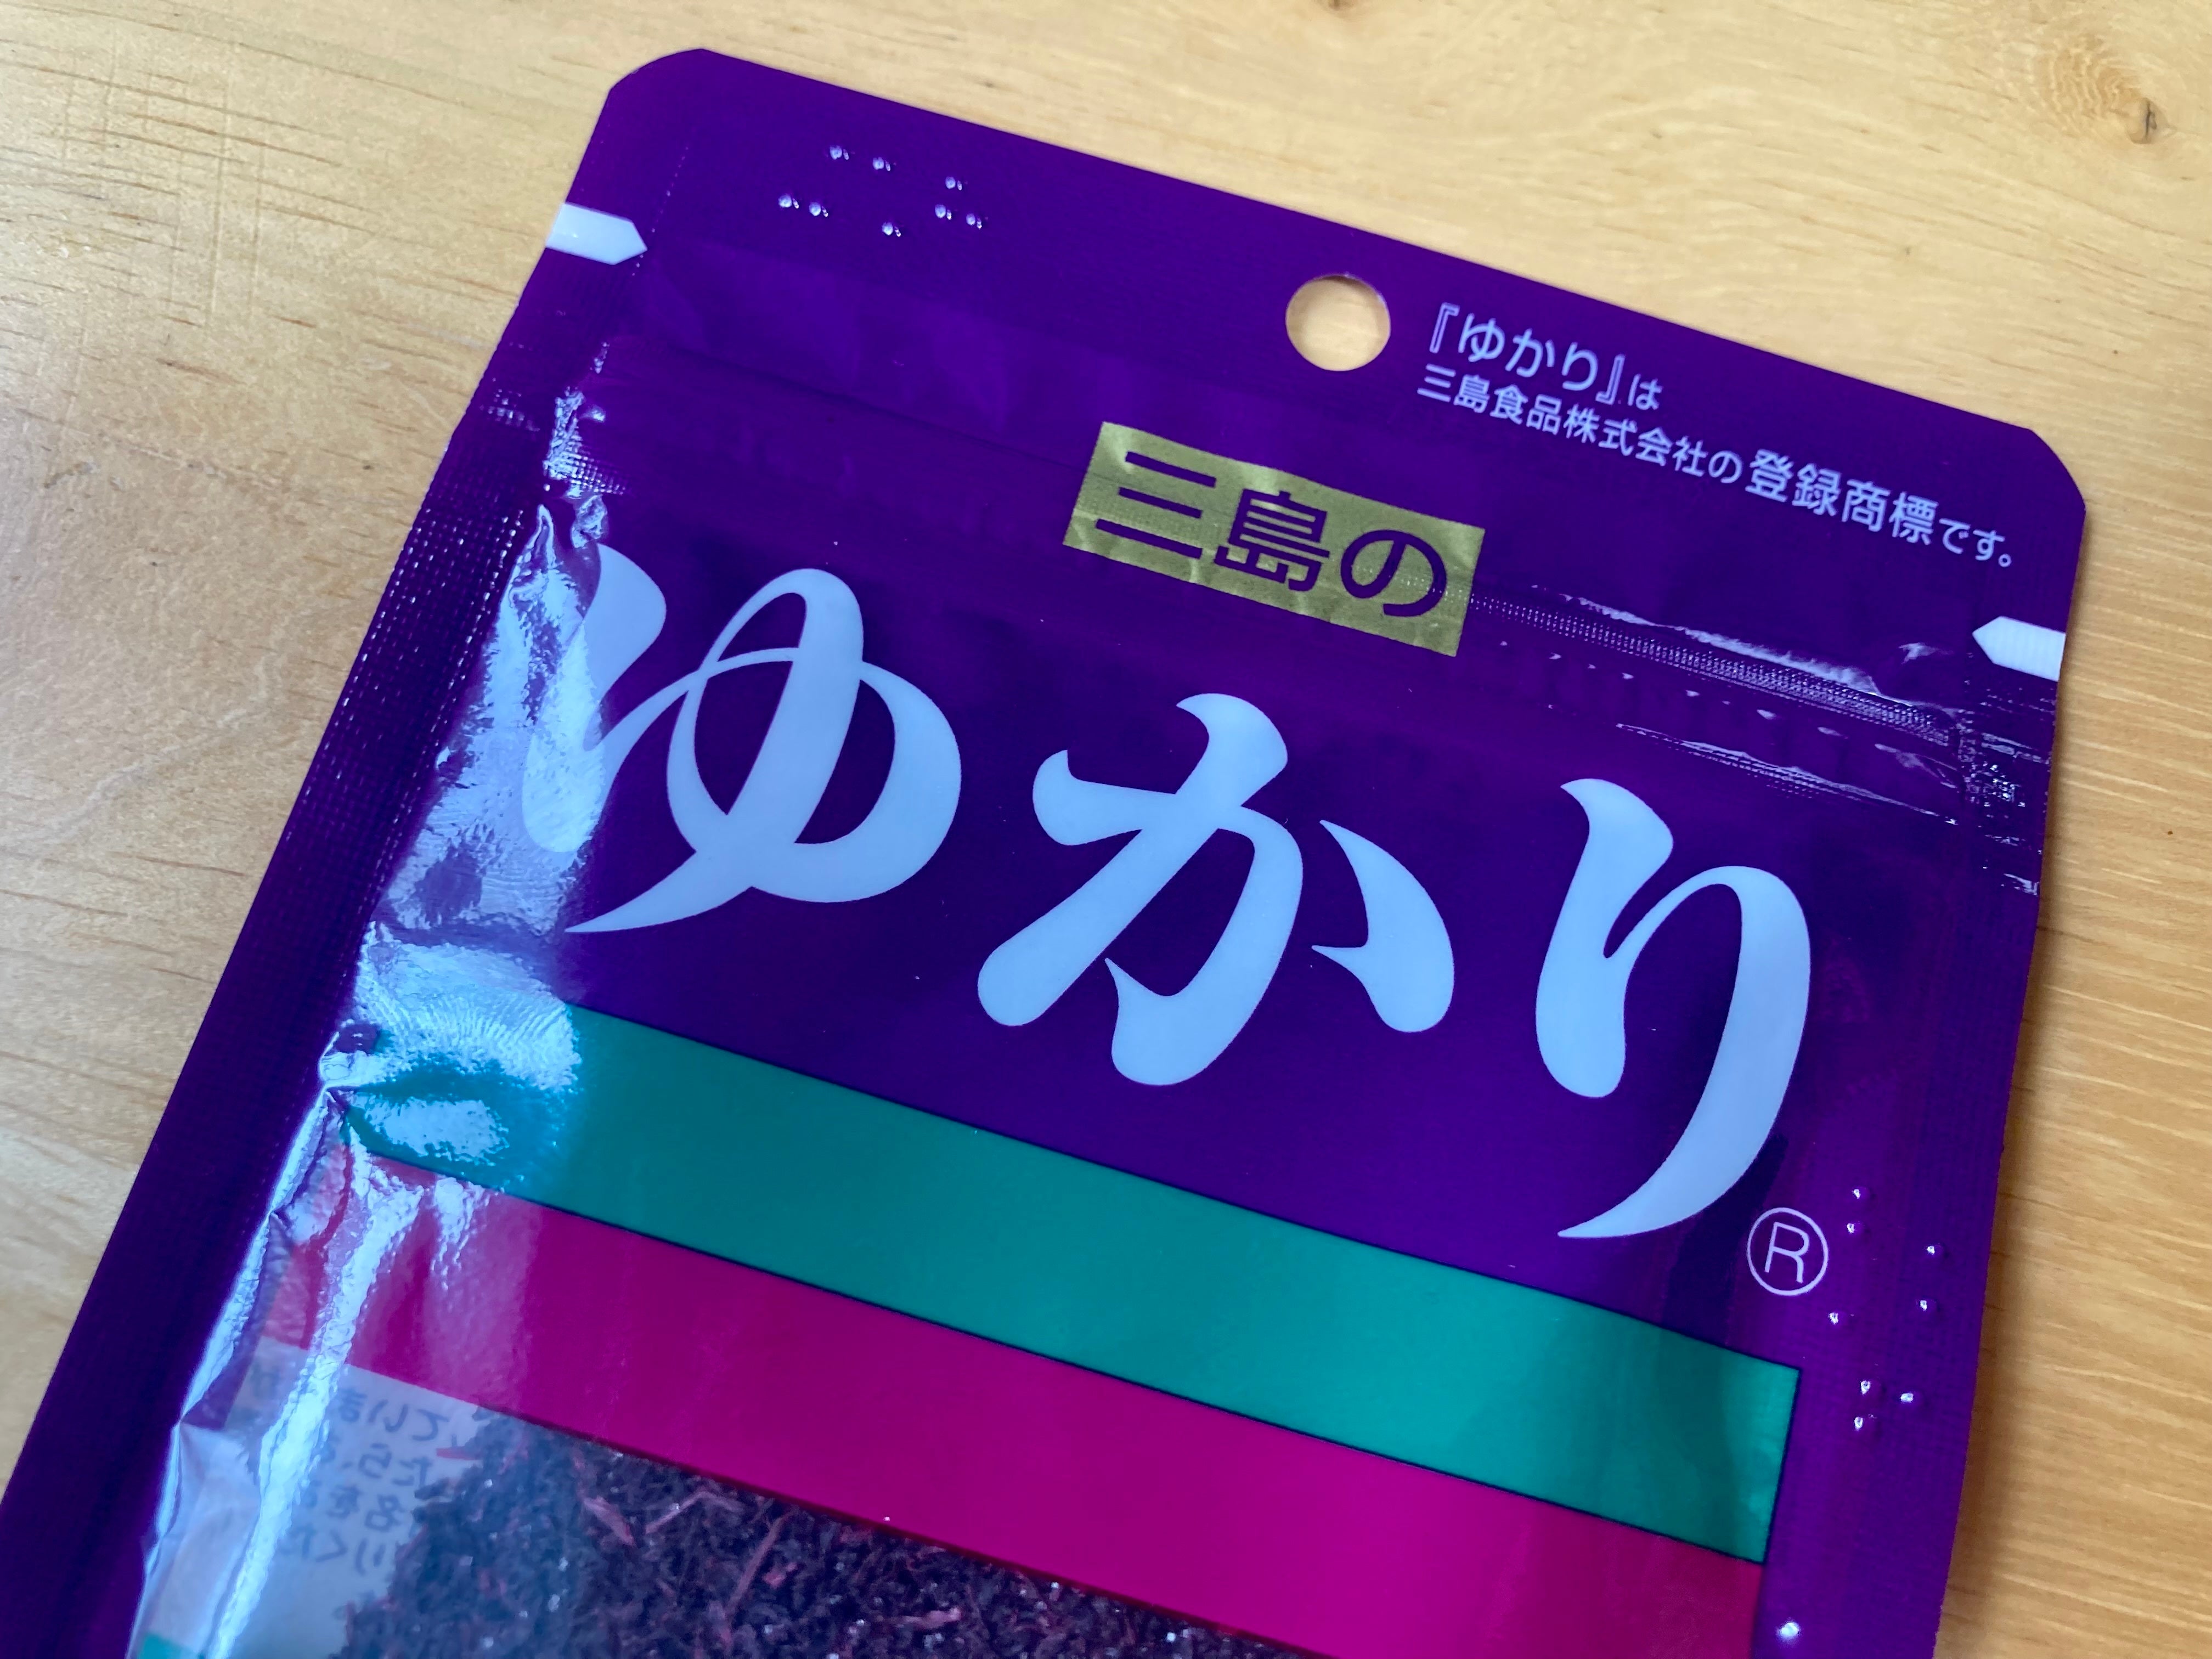 『ゆかり』は
三島食品株式会社の登録商標です。
三島の
ゆかり®